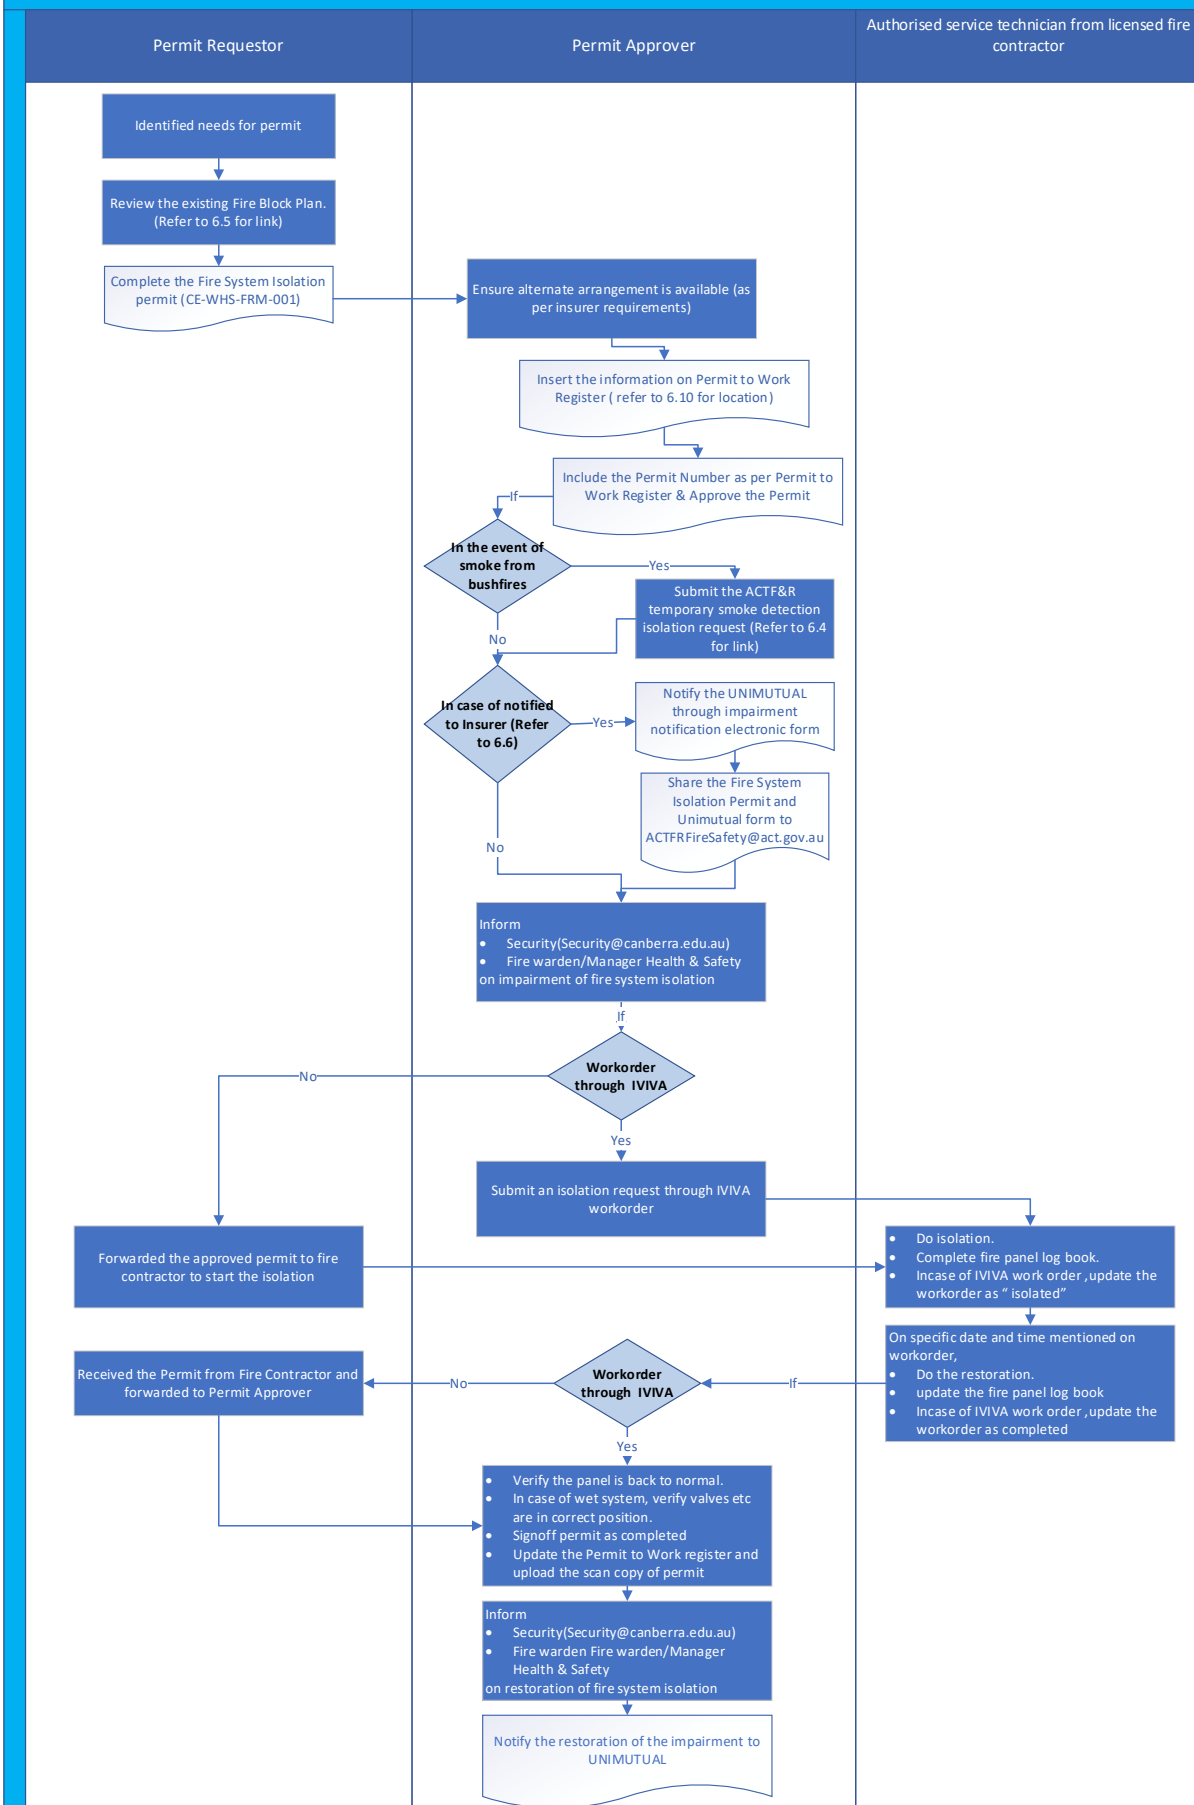 Permit Requestor
Permit Approver
Authorised service technician from licensed fire
contractor
Identified needs for permit
Review the existing Fire Block Plan.
(Refer to 6.5 for link)
Complete the Fire System Isolation
permit (CE-WHS-FRM-001)
Ensure alternate arrangement is available (as
per insurer requirements)
Insert the information on Permit to Work
Register ( refer to 6.10 for location)
Include the Permit Number as per Permit to
Work Register & Approve the Permit
If
In the event of
smoke from
bushfires
Yes
Submit the ACTF&R
temporary smoke detection
isolation request (Refer to 6.4
for link)
No
In case of notified
to Insurer (Refer
to 6.6)
Yes
Notify the UNIMUTUAL
through impairment
notification electronic form
Share the Fire System
Isolation Permit and
Unimutual form to
ACTFRFireSafety@act.gov.au
No
Inform
• Security(Security@canberra.edu.au)
• Fire warden/Manager Health & Safety
on impairment of fire system isolation
If
Workorder
through IVIVA
No
Yes
Submit an isolation request through IVIVA
workorder
Forwarded the approved permit to fire
contractor to start the isolation
• Do isolation.
• Complete fire panel log book.
• Incase of IVIVA work order ,update the
workorder as “ isolated”
On specific date and time mentioned on
workorder,
• Do the restoration.
• update the fire panel log book
• Incase of IVIVA work order ,update the
workorder as completed
If
Workorder
through IVIVA
No
Received the Permit from Fire Contractor and
forwarded to Permit Approver
Yes
• Verify the panel is back to normal.
• In case of wet system, verify valves etc
are in correct position.
• Signoff permit as completed
• Update the Permit to Work register and
upload the scan copy of permit
Inform
• Security(Security@canberra.edu.au)
• Fire warden Fire warden/Manager
Health & Safety
on restoration of fire system isolation
Notify the restoration of the impairment to
UNIMUTUAL